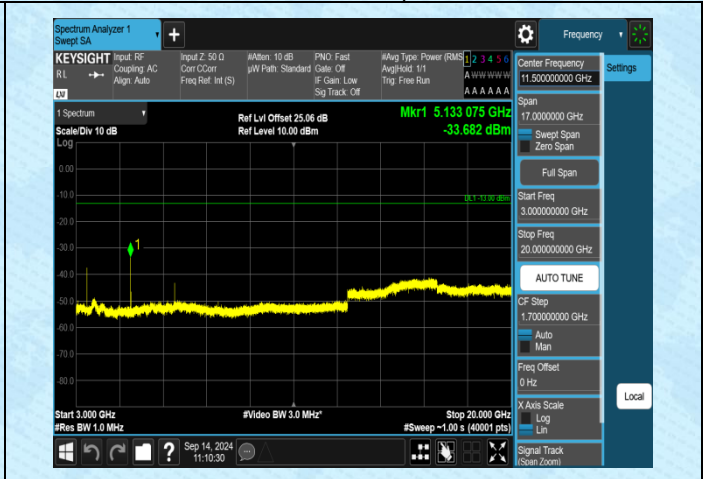 Spectrum Analyzer 1
Swept SA
+
Frequency
KEYSIGHT
RL
LXI
Input: RF
Coupling: AC
Align: Auto
Input Z: 50 Ω
Corr CCorr
Freq Ref: Int (S)
#Atten: 10 dB
µW Path: Standard
PNO: Fast
Gate: Off
IF Gain: Low
Sig Track: Off
#Avg Type: Power (RMS
Avg|Hold: 1/1
Trig: Free Run
1 2 3 4 5 6
A W W W W W
A A A A A A
1 Spectrum
Scale/Div 10 dB
Log
Ref Lvl Offset 25.06 dB
Ref Level 10.00 dBm
Mkr1 5.133 075 GHz
-33.682 dBm
0.00
-10.0
DL1 -13.00 dBm
-20.0
-30.0
1
-40.0
-50.0
-60.0
-70.0
-80.0
Start 3.000 GHz
#Res BW 1.0 MHz
#Video BW 3.0 MHz*
Stop 20.000 GHz
#Sweep ~1.00 s (40001 pts)
Sep 14, 2024
11:10:30
?
Center Frequency
11.500000000 GHz
Span
17.0000000 GHz
Swept Span
Zero Span
Full Span
Start Freq
3.000000000 GHz
Stop Freq
20.000000000 GHz
AUTO TUNE
CF Step
1.700000000 GHz
Auto
Man
Freq Offset
0 Hz
X Axis Scale
Log
Lin
Signal Track
(Span Zoom)
Settings
Local